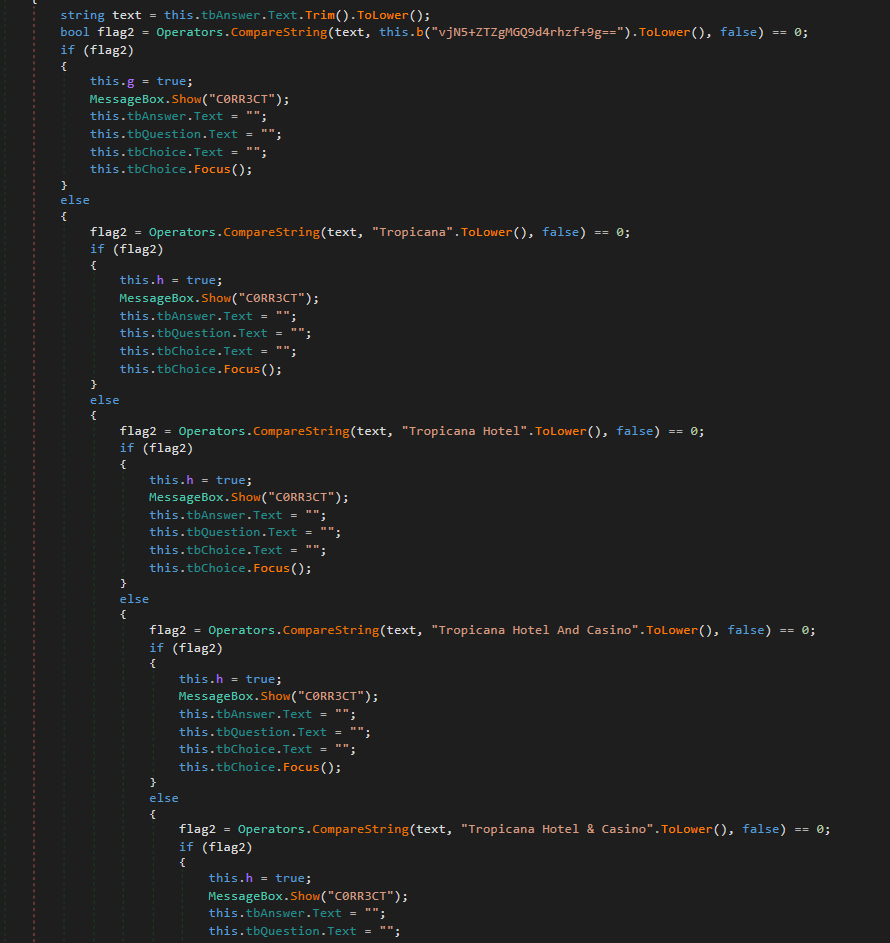 {
string text = this.tbAnswer.Text.Trim().ToLower();
bool flag2 = Operators.CompareString(text, this.b("vjN5+ZTZgMGQ9d4rhzf+9g==").ToLower(), false) == 0;
if (flag2)
{
this.g = true;
MessageBox.Show("C0RR3CT");
this.tbAnswer.Text = "";
this.tbQuestion.Text = "";
this.tbChoice.Text = "";
this.tbChoice.Focus();
}
else
{
flag2 = Operators.CompareString(text, "Tropicana".ToLower(), false) == 0;
if (flag2)
{
this.h = true;
MessageBox.Show("C0RR3CT");
this.tbAnswer.Text = "";
this.tbQuestion.Text = "";
this.tbChoice.Text = "";
this.tbChoice.Focus();
}
else
{
flag2 = Operators.CompareString(text, "Tropicana Hotel".ToLower(), false) == 0;
if (flag2)
{
this.h = true;
MessageBox.Show("C0RR3CT");
this.tbAnswer.Text = "";
this.tbQuestion.Text = "";
this.tbChoice.Text = "";
this.tbChoice.Focus();
}
else
{
flag2 = Operators.CompareString(text, "Tropicana Hotel And Casino".ToLower(), false) == 0;
if (flag2)
{
this.h = true;
MessageBox.Show("C0RR3CT");
this.tbAnswer.Text = "";
this.tbQuestion.Text = "";
this.tbChoice.Text = "";
this.tbChoice.Focus();
}
else
{
flag2 = Operators.CompareString(text, "Tropicana Hotel & Casino".ToLower(), false) == 0;
if (flag2)
{
this.h = true;
MessageBox.Show("C0RR3CT");
this.tbAnswer.Text = "";
this.tbQuestion.Text = "";